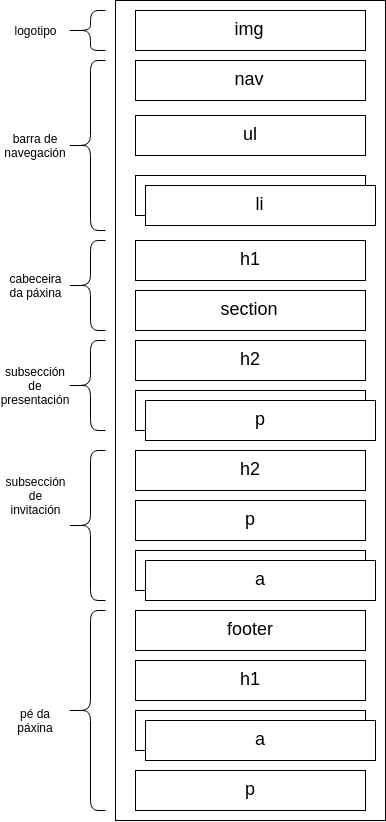 logotipo
img
barra de
navegación
nav
ul
li
cabeceira
da páxina
h1
section
subsección
de
presentación
h2
p
subsección
de
invitación
h2
p
a
pé da
páxina
footer
h1
a
p